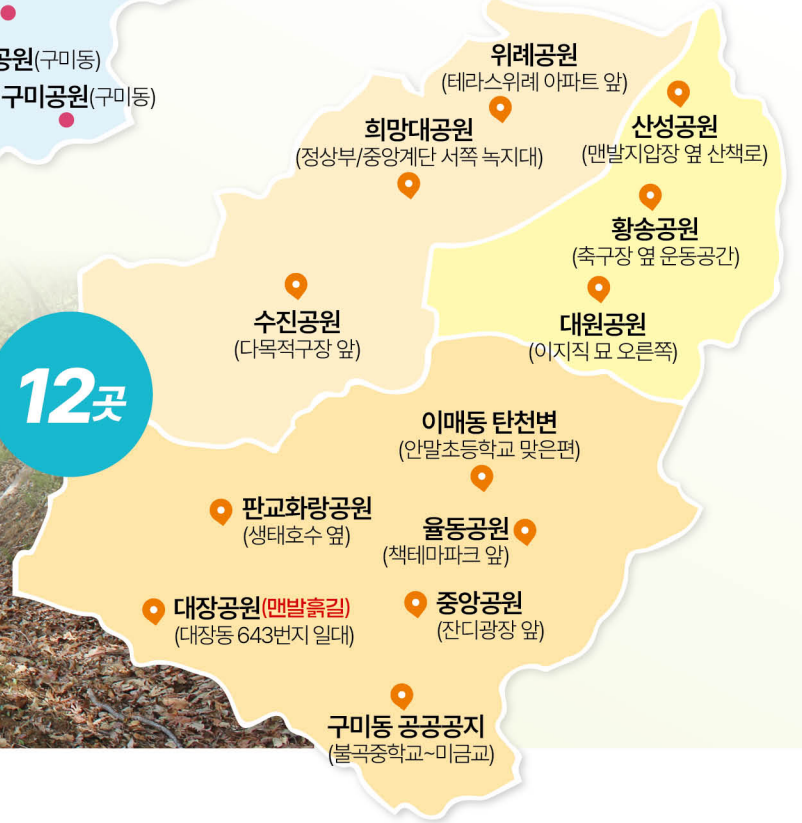 공원(구미동)
구미공원(구미동)
위례공원
(테라스위례 아파트 앞)
희망대공원
(정상부/중앙계단 서쪽 녹지대)
산성공원
(맨발지압장 옆 산책로)
황송공원
(축구장 옆 운동공간)
수진공원
(다목적구장 앞)
대원공원
(이지직 묘 오른쪽)
12곳
이매동 탄천변
(안말초등학교 맞은편)
판교화랑공원
(생태호수 옆)
율동공원
(책테마파크 앞)
대장공원(맨발흙길)
(대장동 643번지 일대)
중앙공원
(잔디광장 앞)
구미동 공공공지
(불곡중학교~미금교)